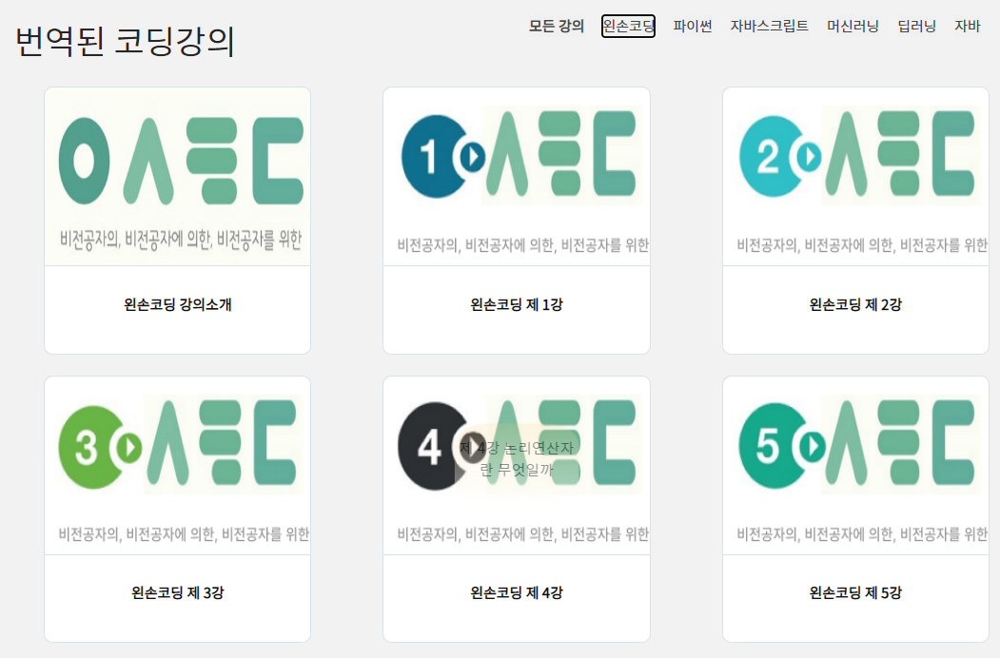 번역된 코딩강의
모든 강의 왼손코딩 파이썬 자바스크립트 머신러닝 딥러닝 자바
비전공자의, 비전공자에 의한, 비전공자를 위한
왼손코딩 강의소개
1
비전공자의, 비전공자에 의한, 비전공자를 위한
왼손코딩 제 1강
2
비전공자의, 비전공자에 의한, 비전공자를 위한
왼손코딩 제 2강
3
비전공자의, 비전공자에 의한, 비전공자를 위한
왼손코딩 제 3강
4
제 4강 논리연산자
란 무엇일까
비전공자의, 비전공자에 의한, 비전공자를 위한
왼손코딩 제 4강
5
비전공자의, 비전공자에 의한, 비전공자를 위한
왼손코딩 제 5강